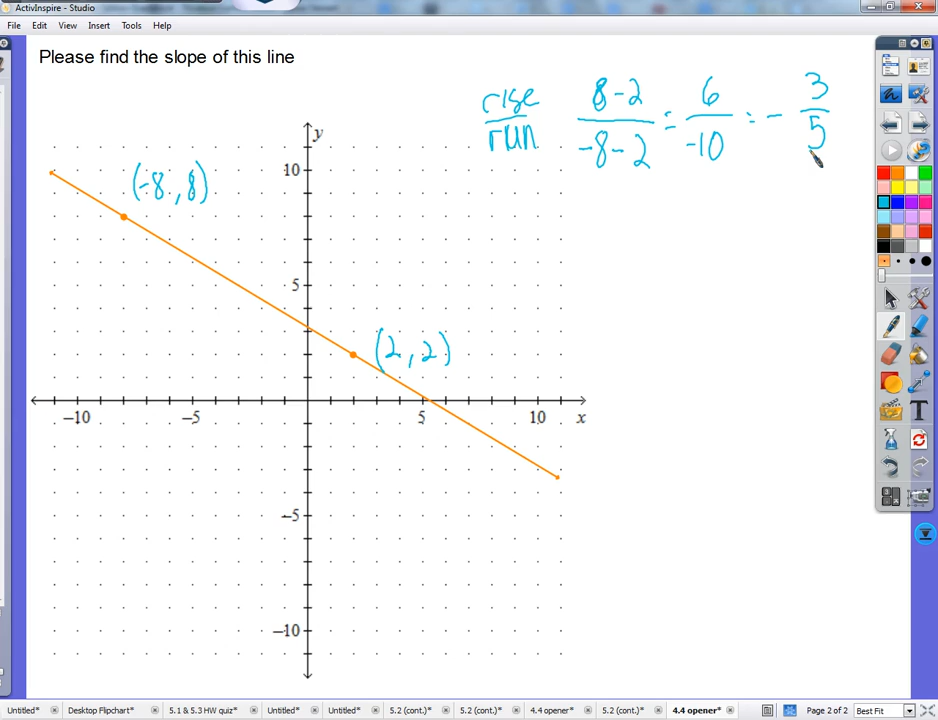 ActivInspire - Studio
File Edit View Insert Tools Help
Please find the slope of this line
rise/run 8-2/-8-2 = 6/-10 = -3/5
y
(-8,8)
10
5
(2,2)
-10 -5 5 10 x
-5
-10
Untitled* Desktop Flipchart* 5.1 & 5.3 HW quiz* Untitled* Untitled* 5.2 (cont.)* 5.2 (cont.)* 4.4 opener* 5.2 (cont.)* 4.4 opener* Page 2 of 2 Best Fit